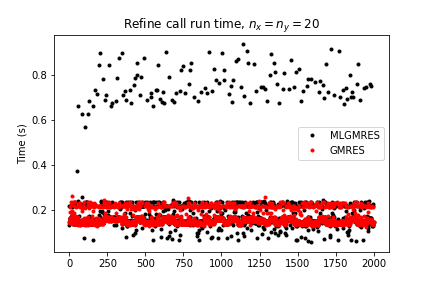 Refine call run time, $n_x = n_y = 20$
Time (s)
0.8
0.6
0.4
0.2
MLGMRES
GMRES
0 250 500 750 1000 1250 1500 1750 2000